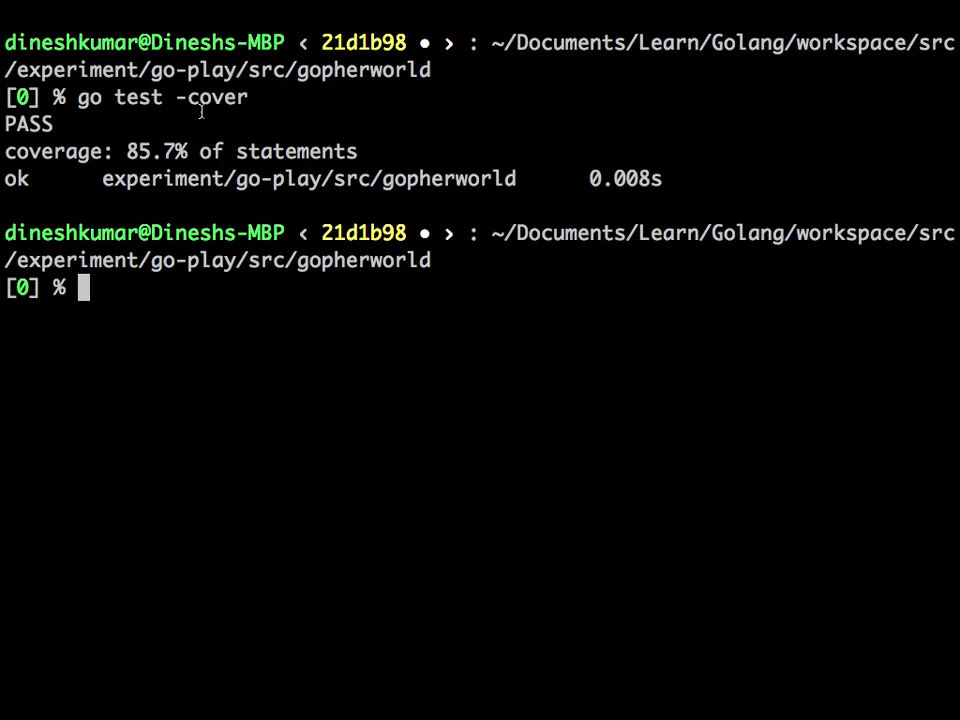 dineshkumar@Dineshs-MBP ‹ 21d1b98 ● › : ~/Documents/Learn/Golang/workspace/src
/experiment/go-play/src/gopherworld
[0] % go test -cover
PASS
coverage: 85.7% of statements
ok      experiment/go-play/src/gopherworld      0.008s
dineshkumar@Dineshs-MBP ‹ 21d1b98 ● › : ~/Documents/Learn/Golang/workspace/src
/experiment/go-play/src/gopherworld
[0] %